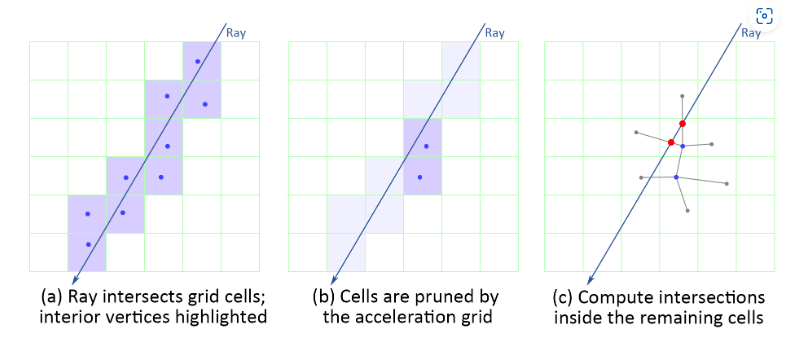 Ray
Ray
Ray
(a) Ray intersects grid cells;
interior vertices highlighted
(b) Cells are pruned by
the acceleration grid
(c) Compute intersections
inside the remaining cells